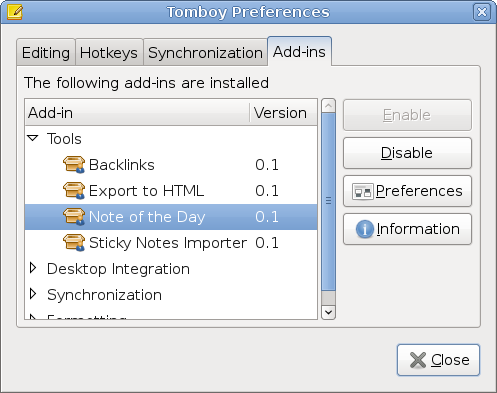 Tomboy Preferences
Editing Hotkeys Synchronization Add-ins
The following add-ins are installed
Add-in Version
Tools
Backlinks 0.1
Export to HTML 0.1
Note of the Day 0.1
Sticky Notes Importer 0.1
Desktop Integration
Synchronization
Formatting
Enable
Disable
Preferences
Information
Close